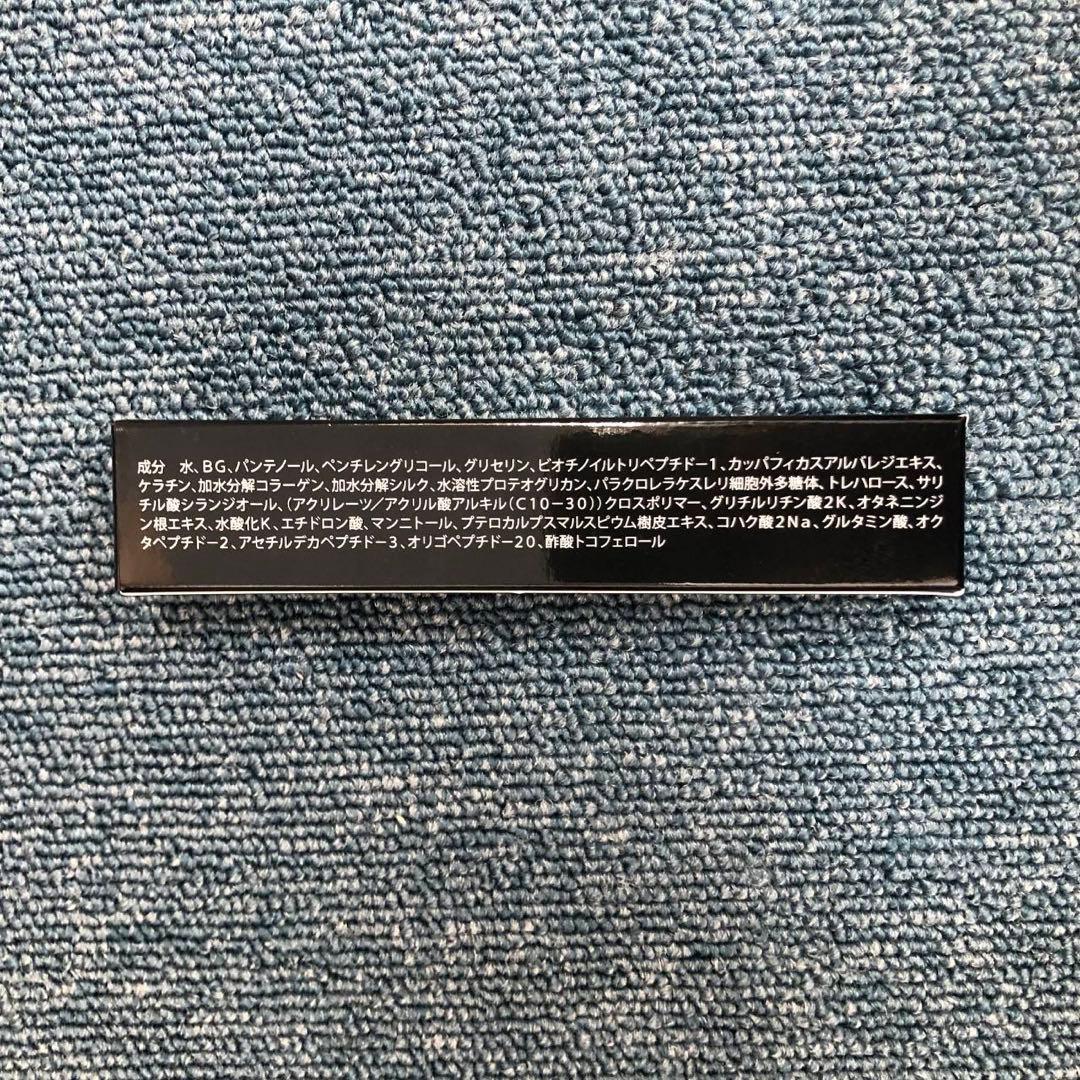 成分　水、BG、パンテノール、ペンチレングリコール、グリセリン、ビオチノイルトリペプチド－1、カッパフィカスアルバレジエキス、
ケラチン、加水分解コラーゲン、加水分解シルク、水溶性プロテオグリカン、パラクロレラケスレリ細胞外多糖体、トレハロース、サリ
チル酸シランジオール、（アクリレーツ／アクリル酸アルキル（C10－30））クロスポリマー、グリチルリチン酸2K、オタネニンジ
ン根エキス、水酸化K、エチドロン酸、マンニトール、プテロカルプスマルスピウム樹皮エキス、コハク酸2Na、グルタミン酸、オク
タペプチド－2、アセチルデカペプチド－3、オリゴペプチド－20、酢酸トコフェロール